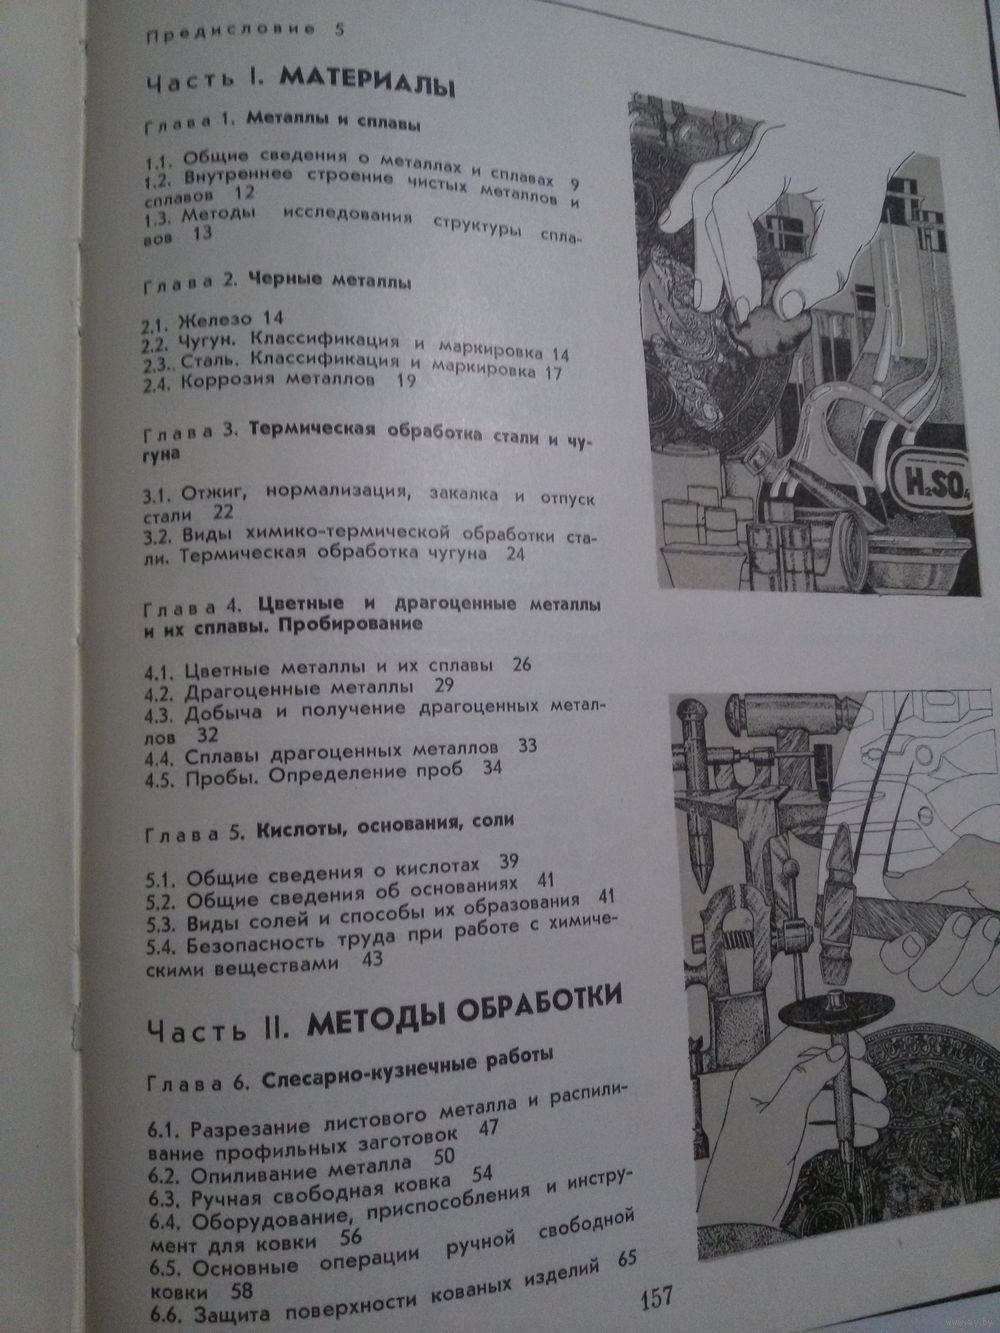 Предисловие 5
Часть I. МАТЕРИАЛЫ
Глава 1. Металлы и сплавы
1.1. Общие сведения о металлах и сплавах 9
1.2. Внутреннее строение чистых металлов и
сплавов 12
1.3. Методы исследования структуры спла-
вов 13
Глава 2. Черные металлы
2.1. Железо 14
2.2. Чугун. Классификация и маркировка 14
2.3. Сталь. Классификация и маркировка 17
2.4. Коррозия металлов 19
Глава 3. Термическая обработка стали и чу-
гуна
3.1. Отжиг, нормализация, закалка и отпуск
стали 22
3.2. Виды химико-термической обработки ста-
ли. Термическая обработка чугуна 24
Глава 4. Цветные и драгоценные металлы
и их сплавы. Пробирование
4.1. Цветные металлы и их сплавы 26
4.2. Драгоценные металлы 29
4.3. Добыча и получение драгоценных метал-
лов 32
4.4. Сплавы драгоценных металлов 33
4.5. Пробы. Определение проб 34
Глава 5. Кислоты, основания, соли
5.1. Общие сведения о кислотах 39
5.2. Общие сведения об основаниях 41
5.3. Виды солей и способы их образования 41
5.4. Безопасность труда при работе с химиче-
скими веществами 43
Часть II. МЕТОДЫ ОБРАБОТКИ
Глава 6. Слесарно-кузнечные работы
6.1. Разрезание листового металла и распили-
вание профильных заготовок 47
6.2. Опиливание металла 50
6.3. Ручная свободная ковка 54
6.4. Оборудование, приспособления и инстру-
мент для ковки 56
6.5. Основные операции ручной свободной
ковки 58
6.6. Защита поверхности кованых изделий 65
157
H₂SO₄
www.ay.by